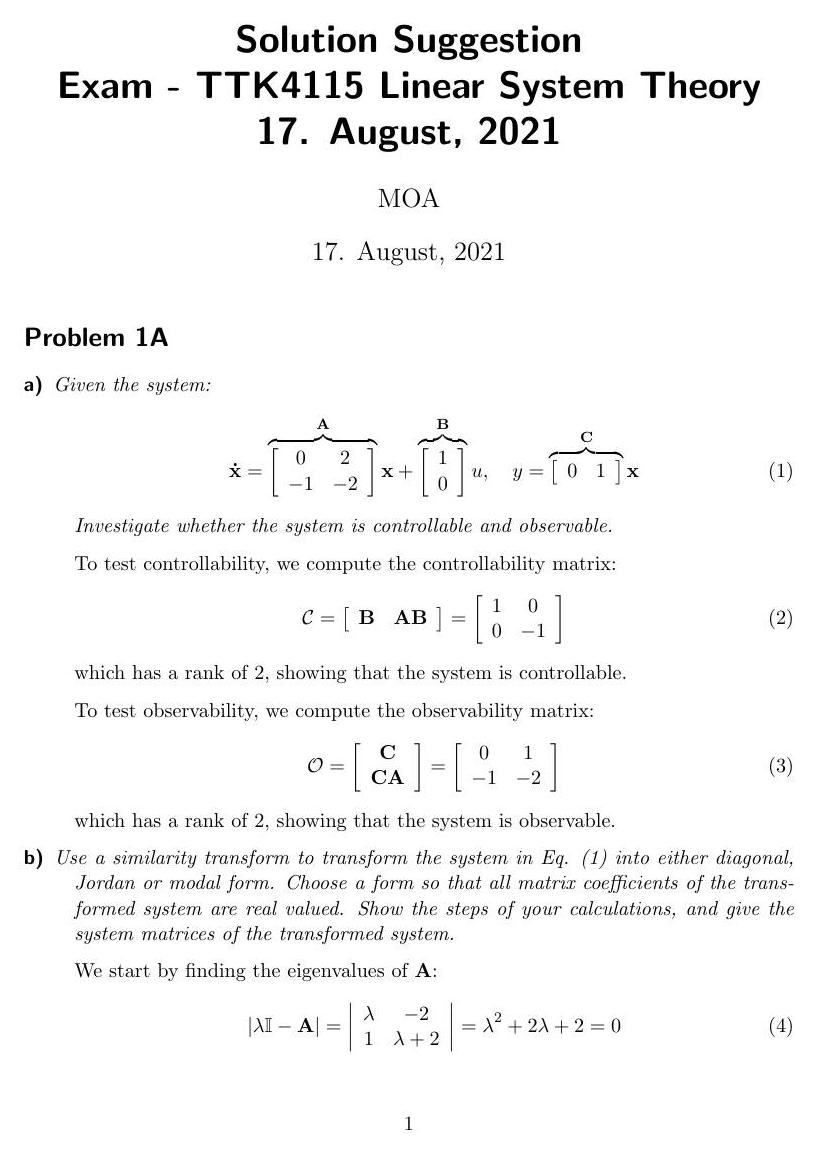 Solution Suggestion
Exam - TTK4115 Linear System Theory
17. August, 2021
MOA
17. August, 2021
Problem 1A
a) Given the system:
ẋ = [ 0 2 ; −1 −2 ] x + [ 1 ; 0 ] u, y = [ 0 1 ] x (1)
A B C
Investigate whether the system is controllable and observable.
To test controllability, we compute the controllability matrix:
𝒞 = [ B AB ] = [ 1 0 ; 0 −1 ] (2)
which has a rank of 2, showing that the system is controllable.
To test observability, we compute the observability matrix:
𝒪 = [ C ; CA ] = [ 0 1 ; −1 −2 ] (3)
which has a rank of 2, showing that the system is observable.
b) Use a similarity transform to transform the system in Eq. (1) into either diagonal,
Jordan or modal form. Choose a form so that all matrix coefficients of the trans-
formed system are real valued. Show the steps of your calculations, and give the
system matrices of the transformed system.
We start by finding the eigenvalues of A:
|λ𝕀 − A| = | λ −2 ; 1 λ + 2 | = λ² + 2λ + 2 = 0 (4)
1